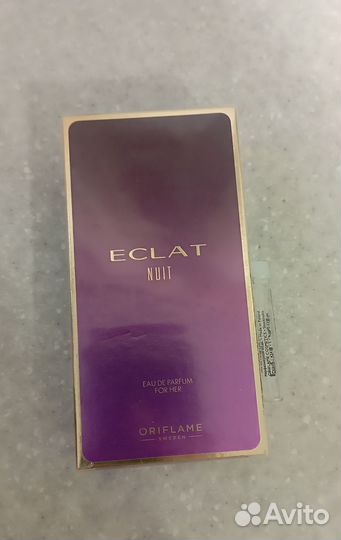 ECLAT
NUIT
EAU DE PARFUM
FOR HER
ORIFLAME
SWEDEN
Avito